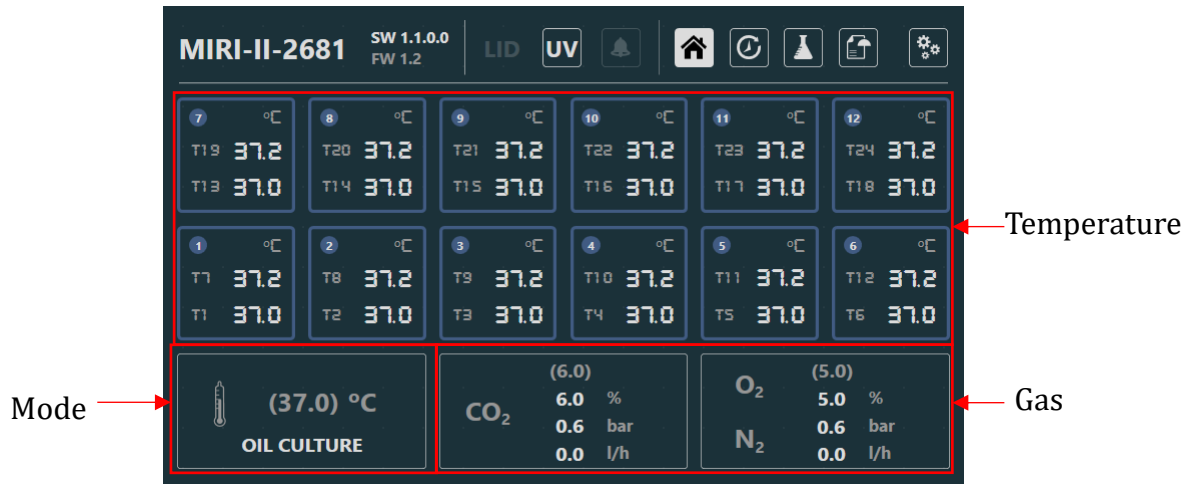 MIRI-II-2681 SW 1.1.0.0 LID UV
FW 1.2
7 °C 8 °C 9 °C 10 °C 11 °C 12 °C
T19 37.2 T20 37.2 T21 37.2 T22 37.2 T23 37.2 T24 37.2
T13 37.0 T14 37.0 T15 37.0 T16 37.0 T17 37.0 T18 37.0
Temperature
1 °C 2 °C 3 °C 4 °C 5 °C 6 °C
T7 37.2 T8 37.2 T9 37.2 T10 37.2 T11 37.2 T12 37.2
T1 37.0 T2 37.0 T3 37.0 T4 37.0 T5 37.0 T6 37.0
Mode
(37.0) °C
OIL CULTURE
CO₂
(6.0)
6.0 %
0.6 bar
0.0 l/h
O₂
N₂
(5.0)
5.0 %
0.6 bar
0.0 l/h
Gas